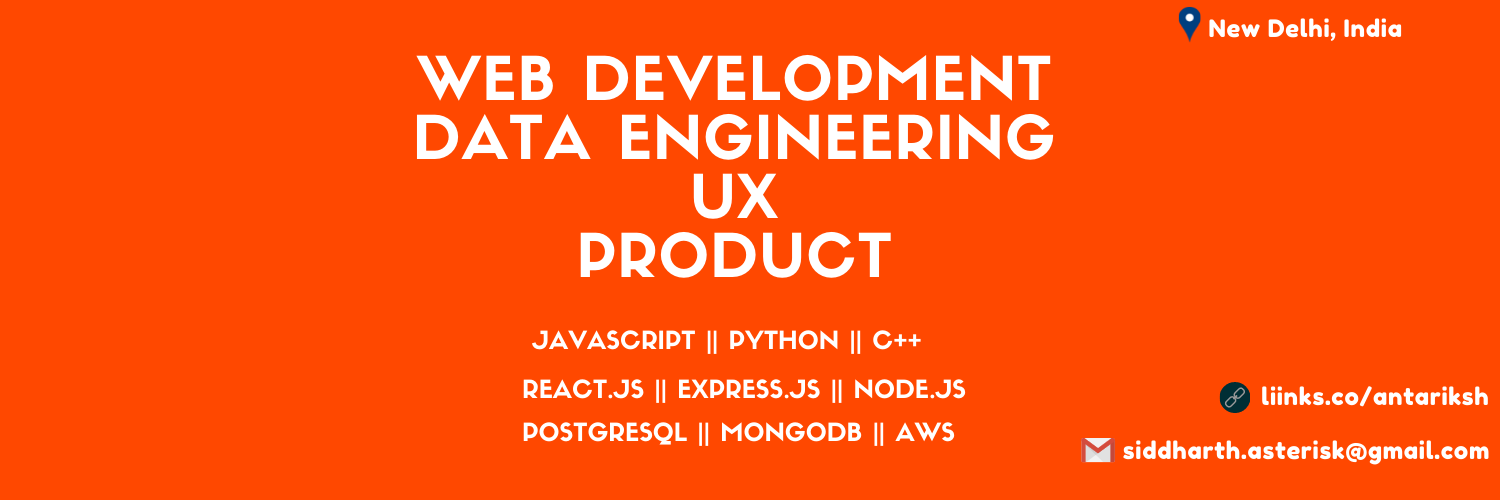 New Delhi, India
WEB DEVELOPMENT
DATA ENGINEERING
UX
PRODUCT
JAVASCRIPT || PYTHON || C++
REACT.JS || EXPRESS.JS || NODE.JS
POSTGRESQL || MONGODB || AWS
liinks.co/antariksh
siddharth.asterisk@gmail.com